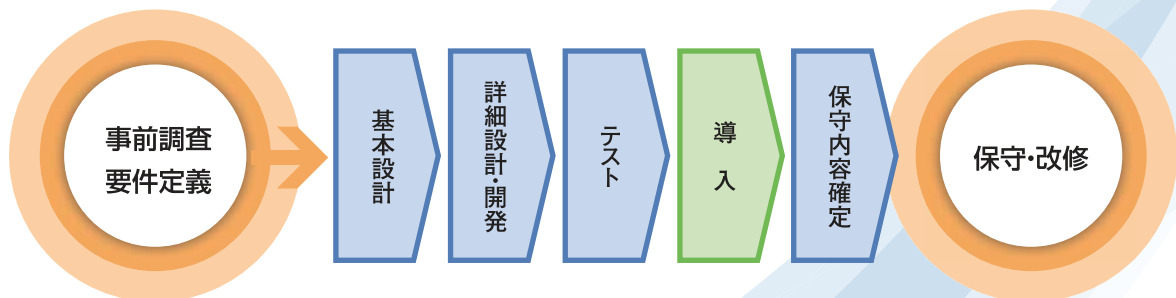 事前調査
要件定義
基本設計
詳細設計・開発
テスト
導入
保守内容確定
保守・改修